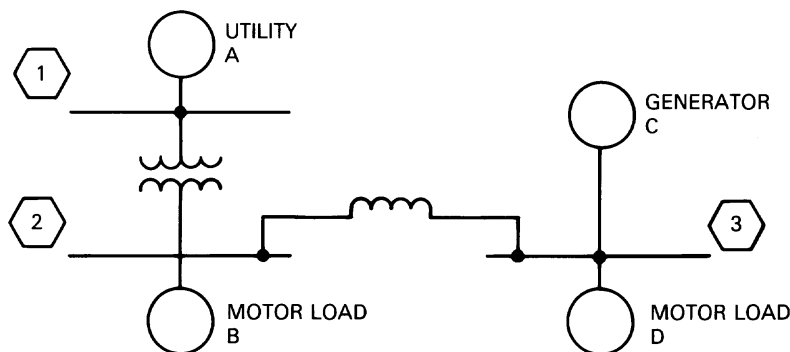 UTILITY
A
1
GENERATOR
C
2
3
MOTOR LOAD
B
MOTOR LOAD
D